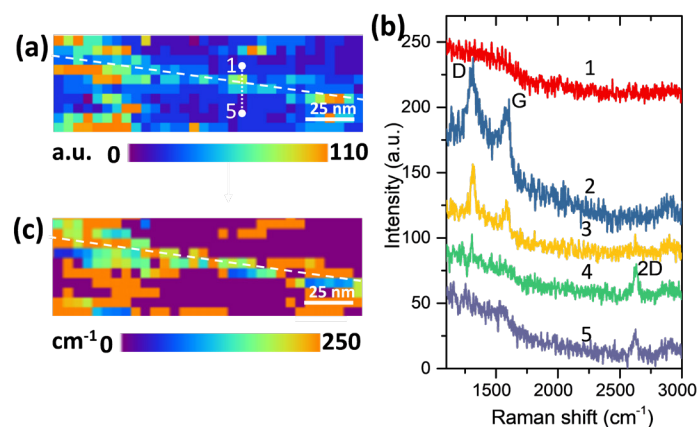 (a)
1
5
25 nm
a.u. 0 110
(c)
25 nm
cm-1 0 250
(b)
D
G
1
2
3
4
2D
5
250
200
150
100
50
0
Intensity (a.u.)
1500 2000 2500 3000
Raman shift (cm-1)